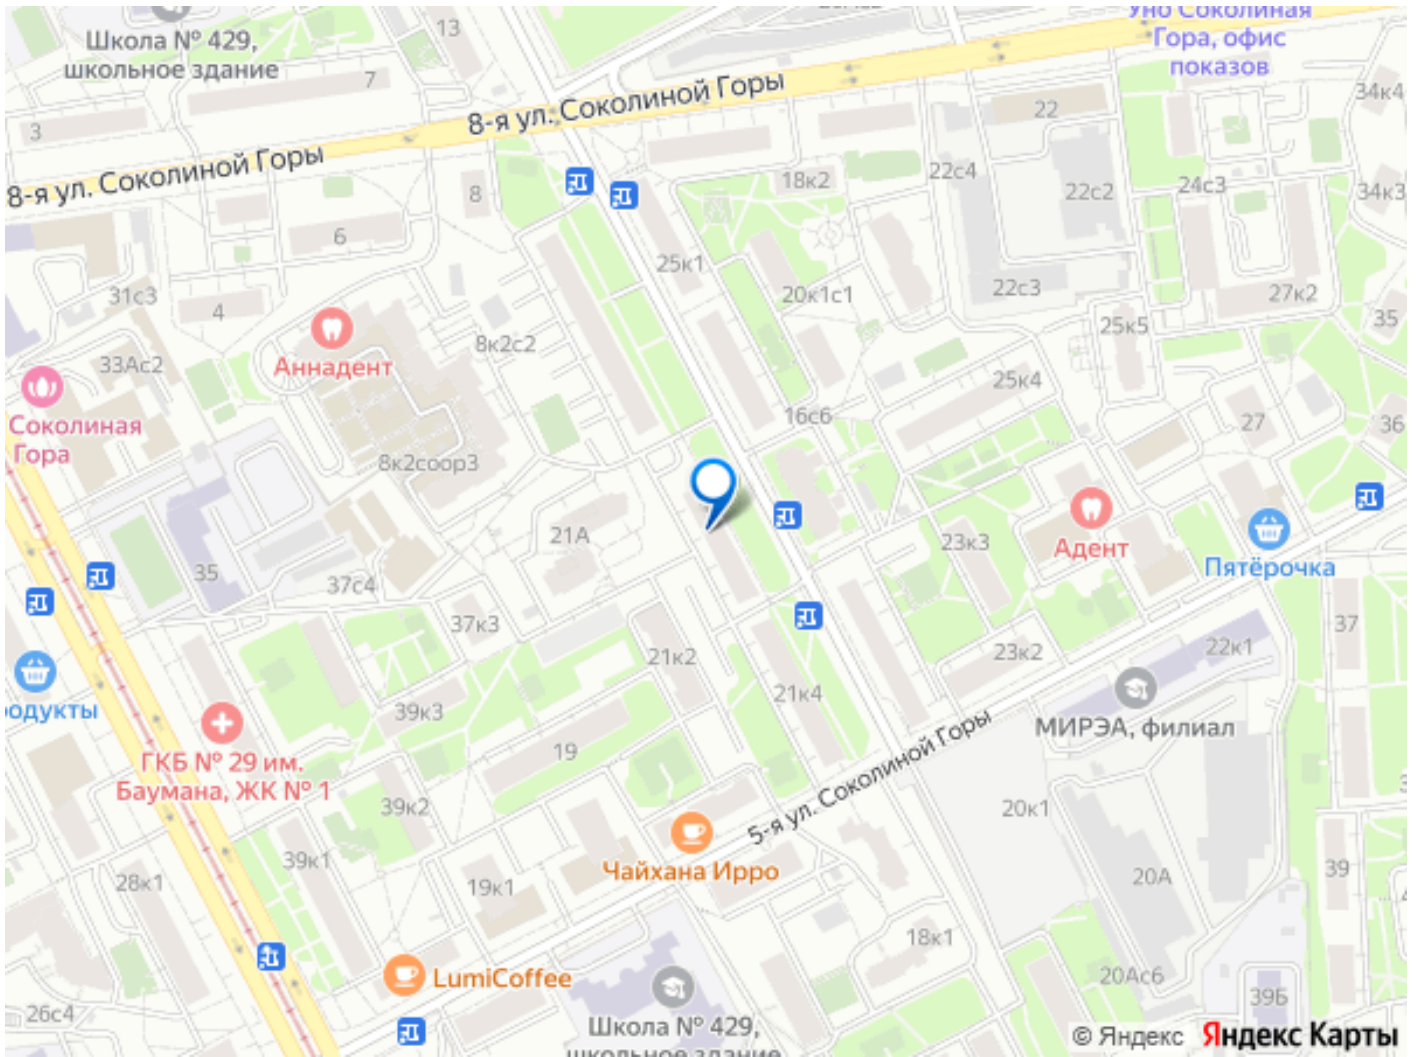 Школа № 429,
школьное здание
13
7
3
8-я ул. Соколиной Горы
8-я ул. Соколиной Горы
Уно Соколиная
Гора, офис
показов
34к4
22
22с4
18к2
22с2
24с3
34к3
8
6
25к1
31с3
4
20к1с1
22с3
27к2
25к5
35
Аннадент
8к2с2
33Ас2
25к4
Соколиная
Гора
16с6
27
36
8к2соор3
21А
23к3
Адент
Пятёрочка
35
37с4
37к3
37
21к2
23к2
22к1
21к4
одукты
39к3
МИРЭА, филиал
19
ГКБ № 29 им.
Баумана, ЖК № 1
39к2
5-я ул. Соколиной Горы
20к1
39к1
Чайхана Ирро
28к1
19к1
20А
39
18к1
LumiCoffee
20Ас6
39Б
26с4
Школа № 429,
школьное здание
© Яндекс Яндекс Карты